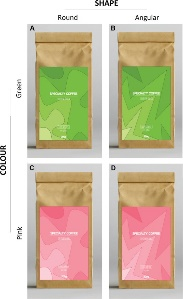 SHAPE
Round
Angular
A
B
SPECIALTY COFFEE
SPECIALTY COFFEE
Green
COLOUR
C
D
SPECIALTY COFFEE
SPECIALTY COFFEE
Pink